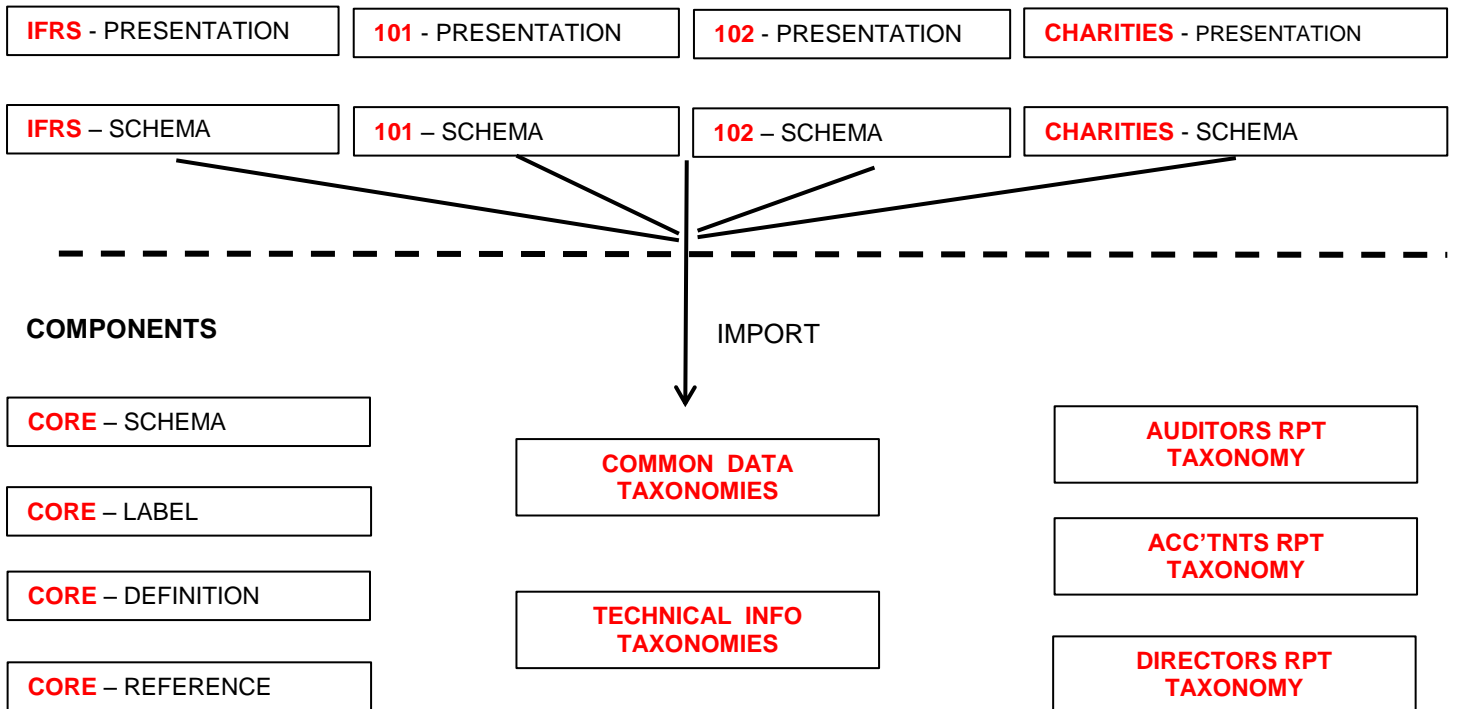 IFRS - PRESENTATION
101 - PRESENTATION
102 - PRESENTATION
CHARITIES - PRESENTATION
IFRS – SCHEMA
101 – SCHEMA
102 – SCHEMA
CHARITIES - SCHEMA
COMPONENTS
IMPORT
CORE – SCHEMA
CORE – LABEL
CORE – DEFINITION
CORE – REFERENCE
COMMON DATA
TAXONOMIES
TECHNICAL INFO
TAXONOMIES
AUDITORS RPT
TAXONOMY
ACC’TNTS RPT
TAXONOMY
DIRECTORS RPT
TAXONOMY